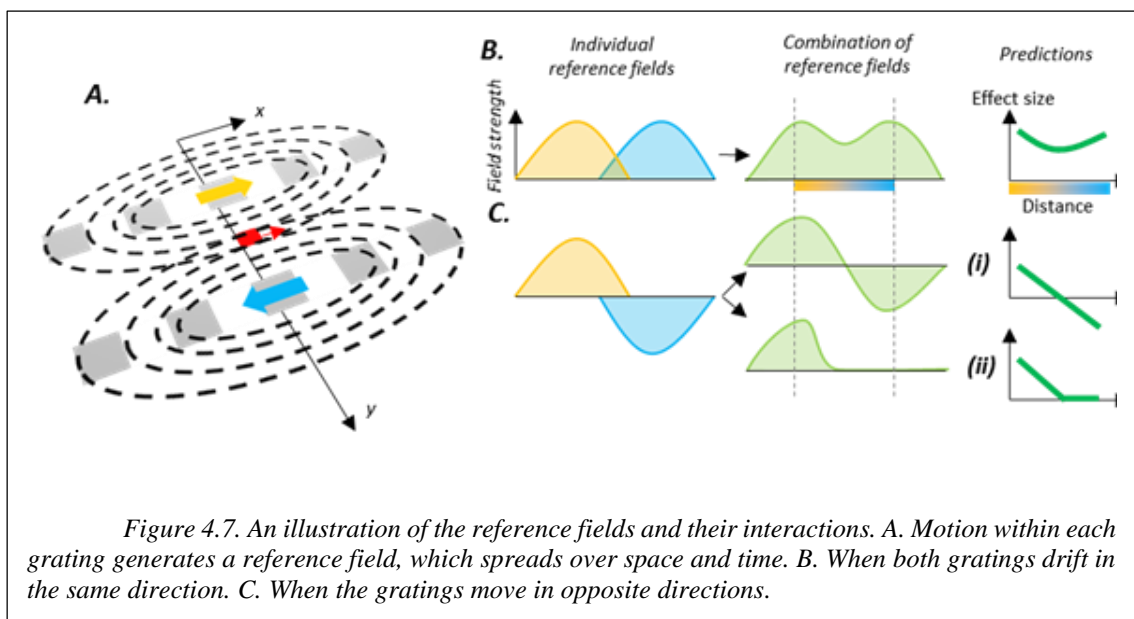 B.
Individual
reference fields
Combination of
reference fields
Predictions
A.
x
Field strength
Effect size
Distance
C.
(i)
(ii)
y
Figure 4.7. An illustration of the reference fields and their interactions. A. Motion within each
grating generates a reference field, which spreads over space and time. B. When both gratings drift in
the same direction. C. When the gratings move in opposite directions.